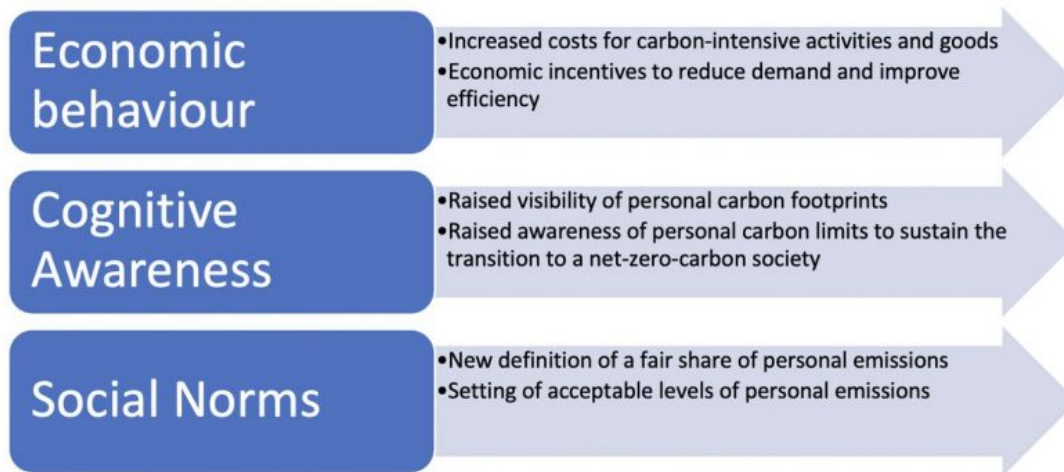 Economic
behaviour
•Increased costs for carbon-intensive activities and goods
•Economic incentives to reduce demand and improve
efficiency
Cognitive
Awareness
•Raised visibility of personal carbon footprints
•Raised awareness of personal carbon limits to sustain the
transition to a net-zero-carbon society
Social Norms
•New definition of a fair share of personal emissions
•Setting of acceptable levels of personal emissions